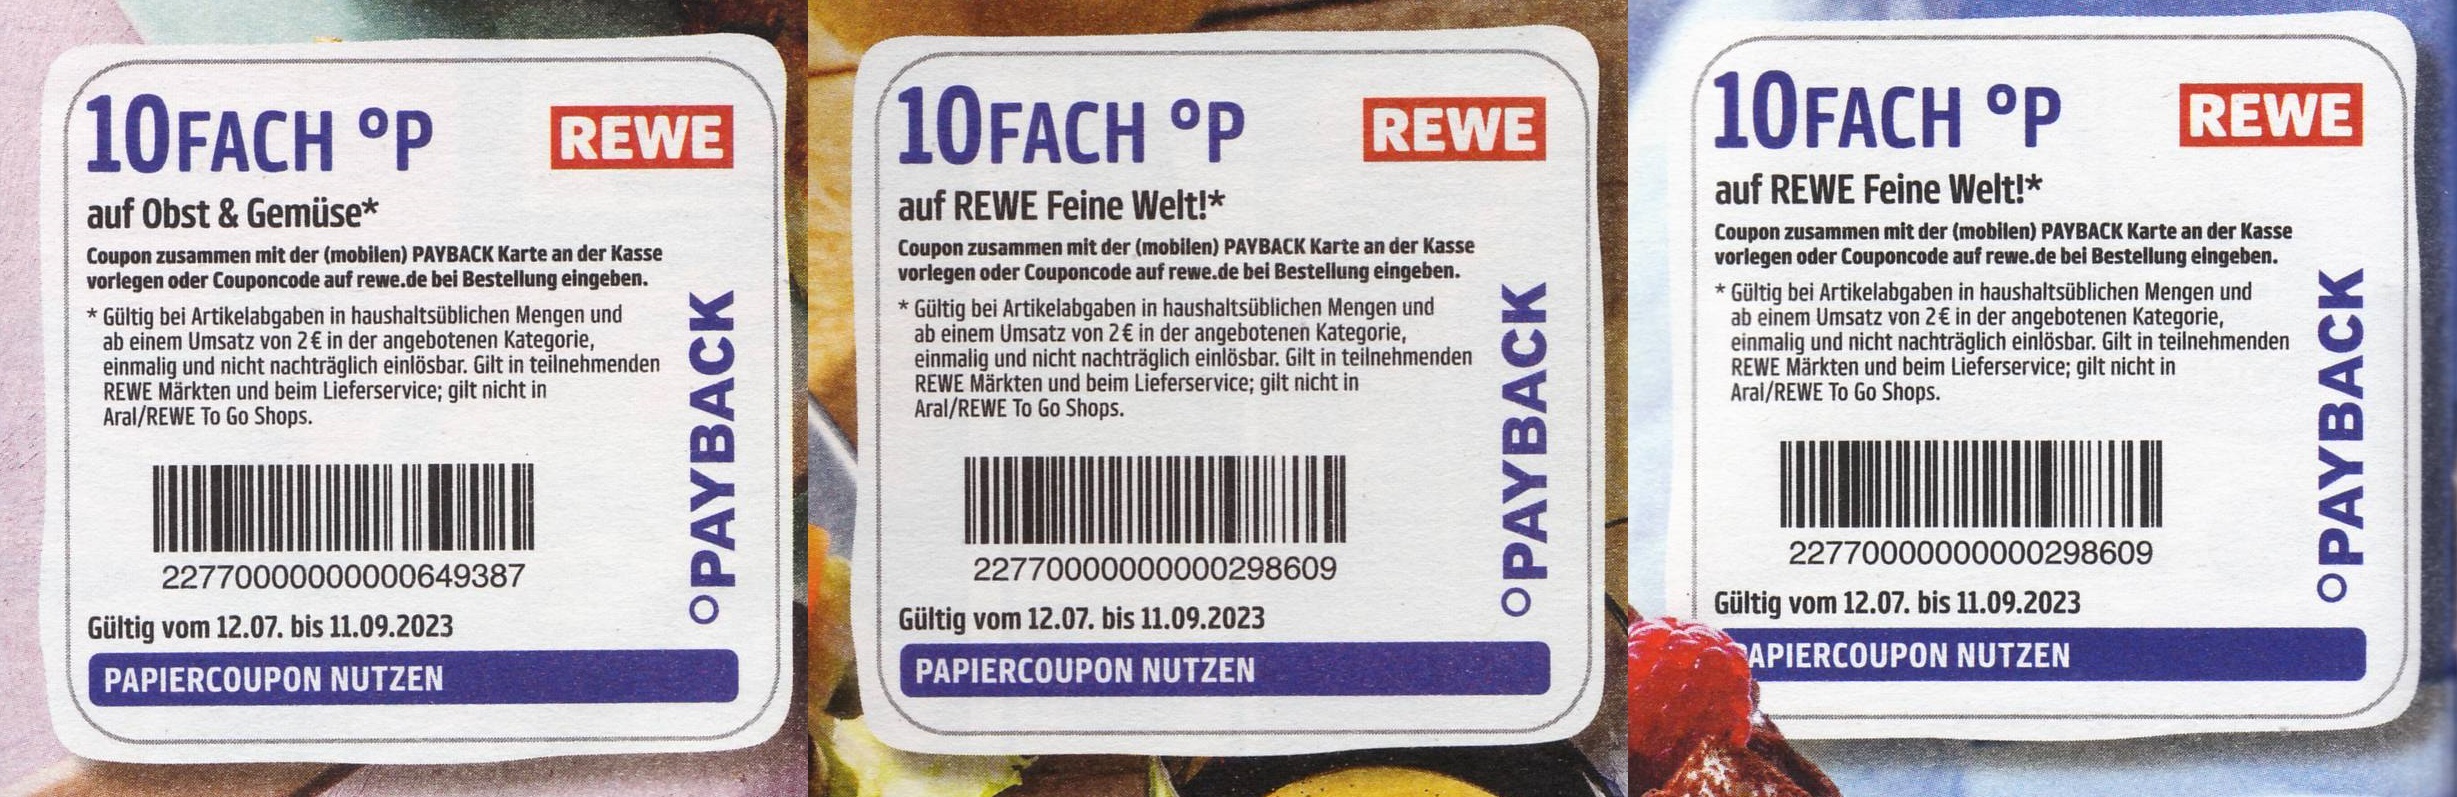 10FACH °P
REWE
auf Obst & Gemüse*
Coupon zusammen mit der (mobilen) PAYBACK Karte an der Kasse
vorlegen oder Couponcode auf rewe.de bei Bestellung eingeben.
* Gültig bei Artikelabgaben in haushaltsüblichen Mengen und
ab einem Umsatz von 2€ in der angebotenen Kategorie,
einmalig und nicht nachträglich einlösbar. Gilt in teilnehmenden
REWE Märkten und beim Lieferservice; gilt nicht in
Aral/REWE To Go Shops.
PAYBACK
22770000000000649387
Gültig vom 12.07. bis 11.09.2023
PAPIERCOUPON NUTZEN
10FACH °P
REWE
auf REWE Feine Welt!*
Coupon zusammen mit der (mobilen) PAYBACK Karte an der Kasse
vorlegen oder Couponcode auf rewe.de bei Bestellung eingeben.
* Gültig bei Artikelabgaben in haushaltsüblichen Mengen und
ab einem Umsatz von 2€ in der angebotenen Kategorie,
einmalig und nicht nachträglich einlösbar. Gilt in teilnehmenden
REWE Märkten und beim Lieferservice; gilt nicht in
Aral/REWE To Go Shops.
PAYBACK
22770000000000298609
Gültig vom 12.07. bis 11.09.2023
PAPIERCOUPON NUTZEN
10FACH °P
REWE
auf REWE Feine Welt!*
Coupon zusammen mit der (mobilen) PAYBACK Karte an der Kasse
vorlegen oder Couponcode auf rewe.de bei Bestellung eingeben.
* Gültig bei Artikelabgaben in haushaltsüblichen Mengen und
ab einem Umsatz von 2€ in der angebotenen Kategorie,
einmalig und nicht nachträglich einlösbar. Gilt in teilnehmenden
REWE Märkten und beim Lieferservice; gilt nicht in
Aral/REWE To Go Shops.
PAYBACK
22770000000000298609
Gültig vom 12.07. bis 11.09.2023
APIERCOUPON NUTZEN